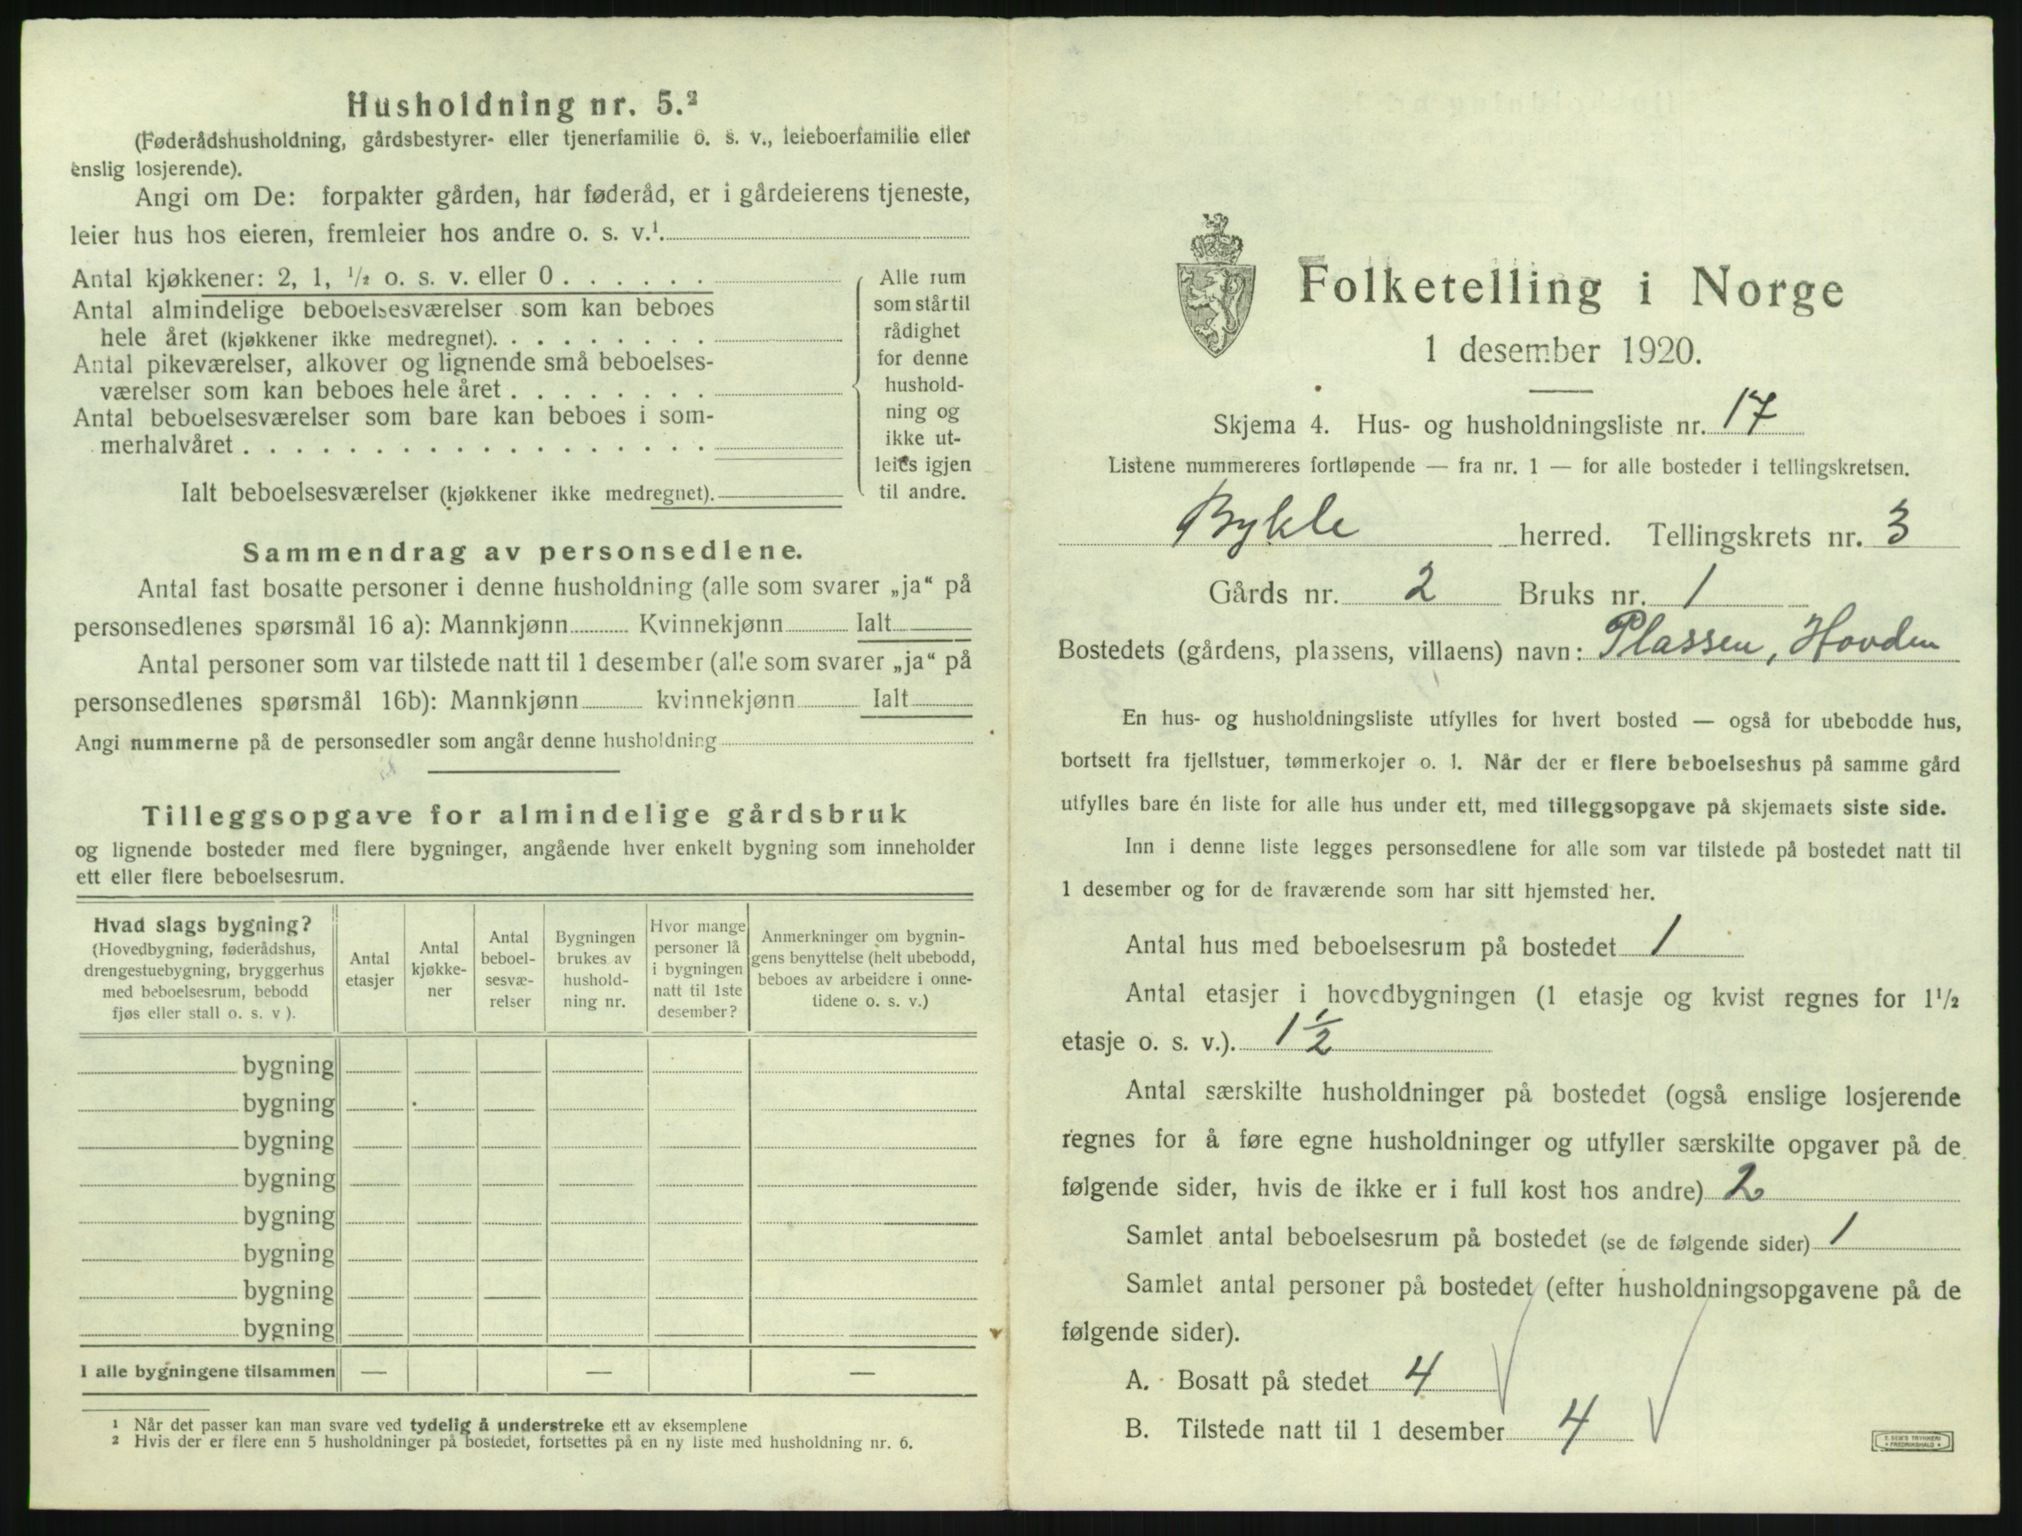 Husholdning nr. 5.²
(Føderådshusholdning, gårdsbestyrer- eller tjenerfamilie o. s. v., leieboerfamilie eller
enslig losjerende).
Angi om De: forpakter gården, har føderåd, er i gårdeierens tjeneste,
leier hus hos eieren, fremleier hos andre o. s. v.¹.
Antal kjøkkener: 2, 1, ½ o. s. v. eller 0 . . . . . .
Antal almindelige beboelsesværelser som kan beboes
hele året (kjøkkener ikke medregnet). . . . . . . . .
Antal pikeværelser, alkover og lignende små beboelses-
værelser som kan beboes hele året . . . . . . . .
Antal beboelsesværelser som bare kan beboes i som-
merhalvåret . . . . . . . . . . . . . . . . . .
Alle rum
som står til
rådighet
for denne
hushold-
ning og
ikke ut-
leies igjen
til andre.
Ialt beboelsesværelser (kjøkkener ikke medregnet).
Sammendrag av personsedlene.
Antal fast bosatte personer i denne husholdning (alle som svarer „ja“ på
personsedlenes spørsmål 16 a): Mannkjønn Kvinnekjønn Ialt
Antal personer som var tilstede natt til 1 desember (alle som svarer „ja“ på
personsedlenes spørsmål 16b): Mannkjønn kvinnekjønn Ialt
Angi nummerne på de personsedler som angår denne husholdning
Tilleggsopgave for almindelige gårdsbruk
og lignende bosteder med flere bygninger, angående hver enkelt bygning som inneholder
ett eller flere beboelsesrum.
Hvad slags bygning?
(Hovedbygning, føderådshus,
drengestuebygning, bryggerhus
med beboelsesrum, bebodd
fjøs eller stall o. s. v ).
Antal
etasjer
Antal
kjøkke-
ner
Antal
beboel-
sesvæ-
relser
Bygningen
brukes av
hushold-
ning nr.
Hvor mange
personer lå
i bygningen
natt til 1ste
desember?
Anmerkninger om bygnin-
gens benyttelse (helt ubebodd,
beboes av arbeidere i onne-
tidene o. s. v.)
bygning
bygning
bygning
bygning
bygning
bygning
bygning
bygning
I alle bygningene tilsammen — — —
¹ Når det passer kan man svare ved tydelig å understreke ett av eksemplene
² Hvis der er flere enn 5 husholdninger på bostedet, fortsettes på en ny liste med husholdning nr. 6.
Folketelling i Norge
1 desember 1920.
Skjema 4. Hus- og husholdningsliste nr. 17
Listene nummereres fortløpende — fra nr. 1 — for alle bosteder i tellingskretsen.
Bykle herred. Tellingskrets nr. 3
Gårds nr. 2 Bruks nr. 1
Bostedets (gårdens, plassens, villaens) navn: Plassen, Hovden
En hus- og husholdningsliste utfylles for hvert bosted — også for ubebodde hus,
bortsett fra fjellstuer, tømmerkojer o. l. Når der er flere beboelseshus på samme gård
utfylles bare én liste for alle hus under ett, med tilleggsopgave på skjemaets siste side.
Inn i denne liste legges personsedlene for alle som var tilstede på bostedet natt til
1 desember og for de fraværende som har sitt hjemsted her.
Antal hus med beboelsesrum på bostedet 1
Antal etasjer i hovedbygningen (1 etasje og kvist regnes for 1½
etasje o. s. v.). 1½
Antal særskilte husholdninger på bostedet (også enslige losjerende
regnes for å føre egne husholdninger og utfyller særskilte opgaver på de
følgende sider, hvis de ikke er i full kost hos andre) 2
Samlet antal beboelsesrum på bostedet (se de følgende sider) 1
Samlet antal personer på bostedet (efter husholdningsopgavene på de
følgende sider).
A. Bosatt på stedet 4
B. Tilstede natt til 1 desember 4
E. SEM'S TRYKKERI
• FREDRIKSHALD •